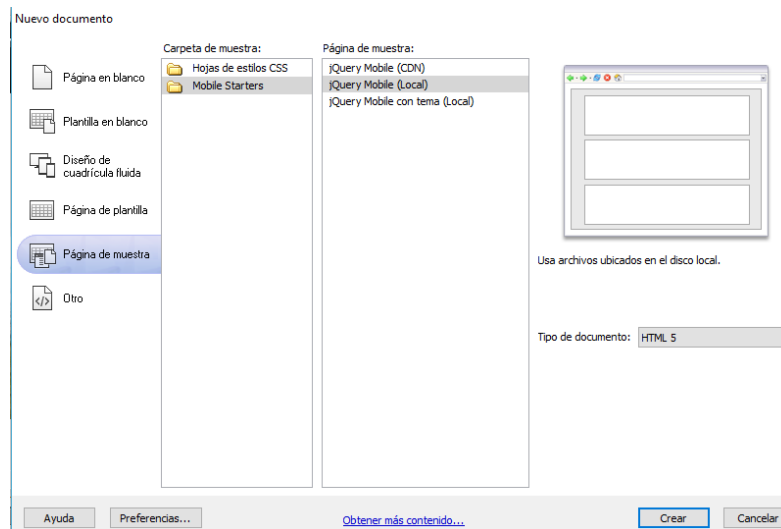 Nuevo documento
Carpeta de muestra:
Página de muestra:
Página en blanco
Plantilla en blanco
Diseño de
cuadrícula fluida
Página de plantilla
Página de muestra
Otro
Hojas de estilos CSS
Mobile Starters
jQuery Mobile (CDN)
jQuery Mobile (Local)
jQuery Mobile con tema (Local)
Usa archivos ubicados en el disco local.
Tipo de documento: HTML 5
Ayuda
Preferencias...
Obtener más contenido...
Crear
Cancelar